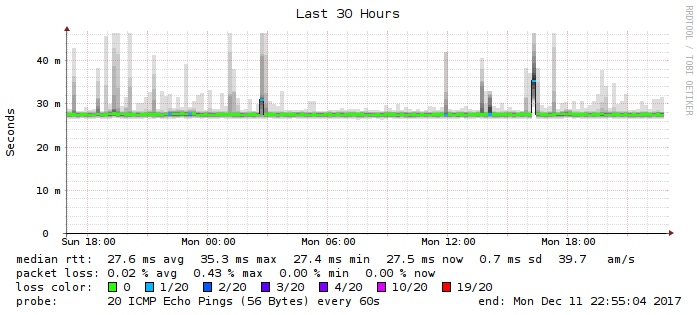 Last 30 Hours
RRDTOOL / TOBI OETIKER
Seconds
40 m
30 m
20 m
10 m
0
Sun 18:00 Mon 00:00 Mon 06:00 Mon 12:00 Mon 18:00
median rtt: 27.6 ms avg 35.3 ms max 27.4 ms min 27.5 ms now 0.7 ms sd 39.7 am/s
packet loss: 0.02 % avg 0.43 % max 0.00 % min 0.00 % now
loss color: 0 1/20 2/20 3/20 4/20 10/20 19/20
probe: 20 ICMP Echo Pings (56 Bytes) every 60s end: Mon Dec 11 22:55:04 2017